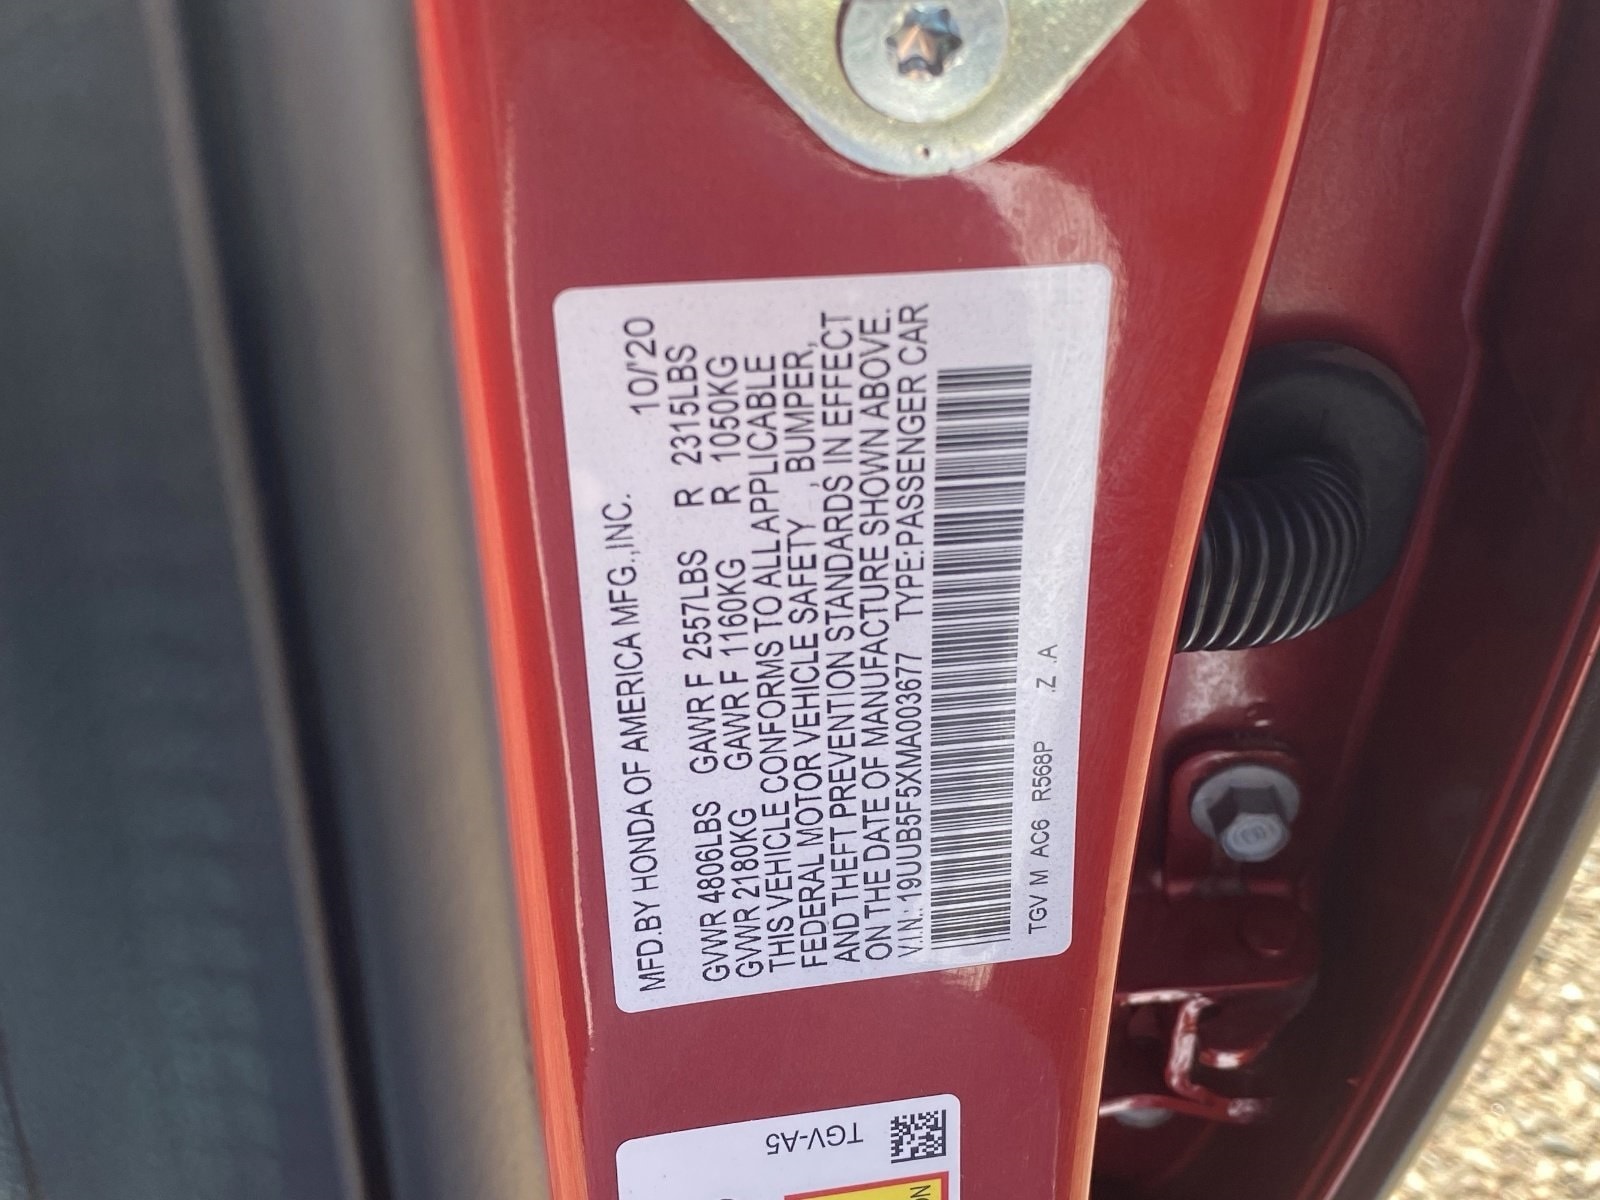 MFD.BY HONDA OF AMERICA MFG.,INC. 10/'20
GVWR 4806LBS GAWR F 2557LBS R 2315LBS
GVWR 2180KG GAWR F 1160KG R 1050KG
THIS VEHICLE CONFORMS TO ALL APPLICABLE
FEDERAL MOTOR VEHICLE SAFETY , BUMPER,
AND THEFT PREVENTION STANDARDS IN EFFECT
ON THE DATE OF MANUFACTURE SHOWN ABOVE.
V.I.N.: 19UUB5F5XMA003677 TYPE:PASSENGER CAR
TGV M AC6 R568P .Z .A
TGV-A5